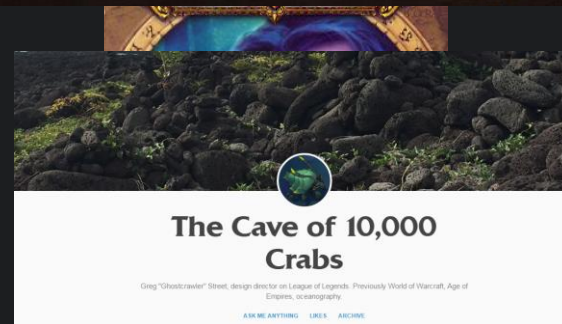 The Cave of 10,000
Crabs
Greg "Ghostcrawler" Street, design director on League of Legends. Previously World of Warcraft, Age of
Empires, oceanography.
ASK ME ANYTHING LIKES ARCHIVE